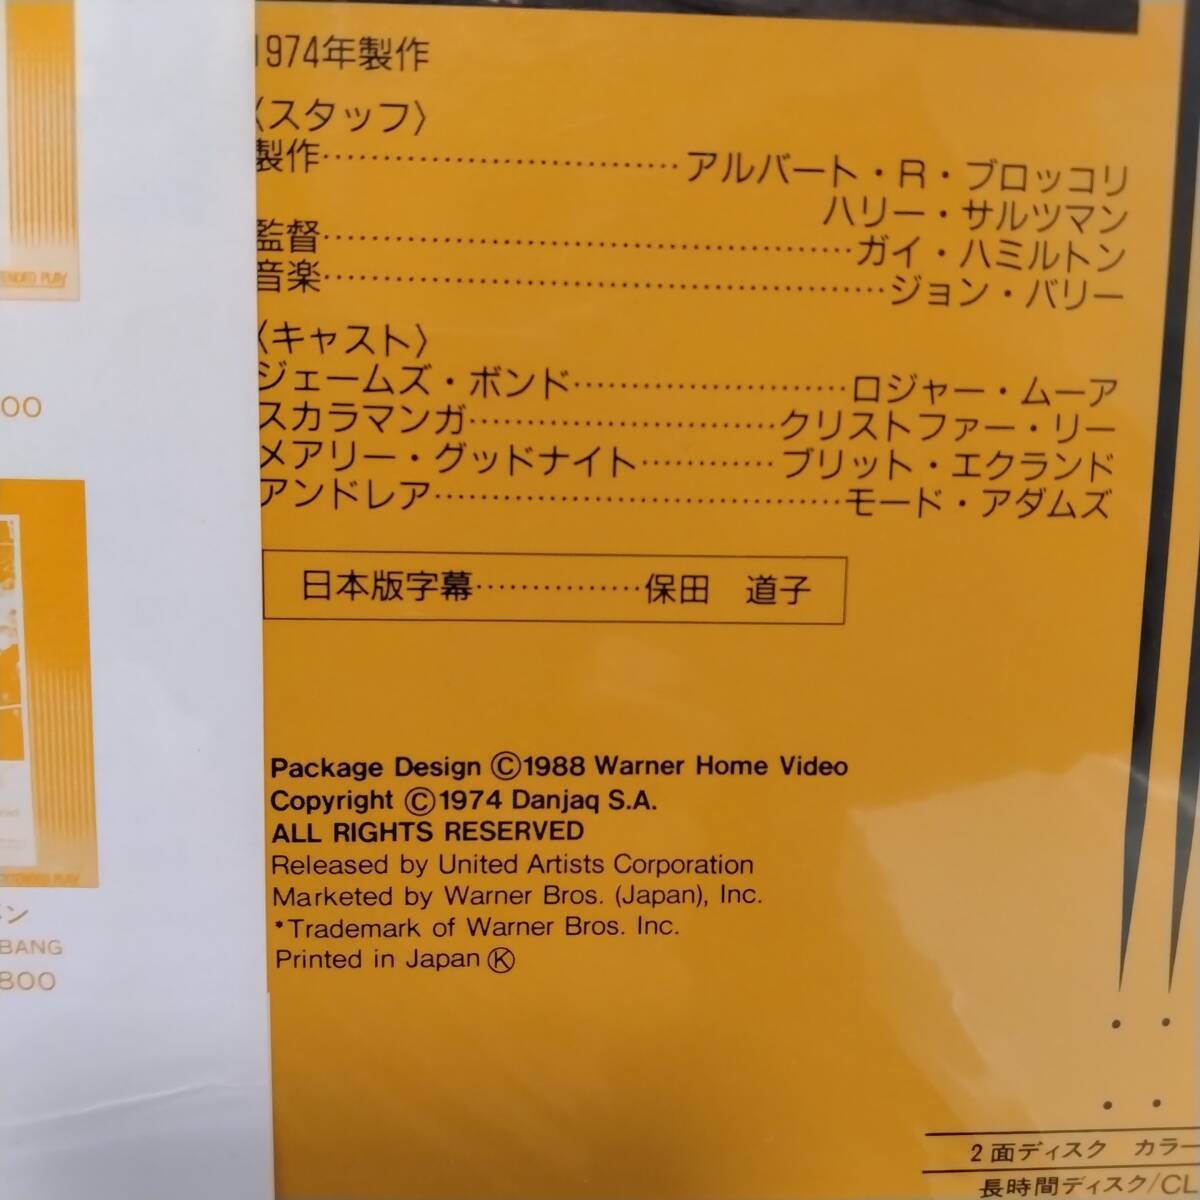 1974年製作
〈スタッフ〉
製作……………………………アルバート・R・ブロッコリ
ハリー・サルツマン
監督………………………………………………ガイ・ハミルトン
音楽…………………………………………………ジョン・バリー
〈キャスト〉
ジェームズ・ボンド………………………ロジャー・ムーア
スカラマンガ…………………………クリストファー・リー
メアリー・グッドナイト…………ブリット・エクランド
アンドレア…………………………………モード・アダムズ
日本版字幕……………保田 道子
Package Design ©1988 Warner Home Video
Copyright ©1974 Danjaq S.A.
ALL RIGHTS RESERVED
Released by United Artists Corporation
Marketed by Warner Bros. (Japan), Inc.
*Trademark of Warner Bros. Inc.
Printed in Japan Ⓚ
2面ディスク カラー
長時間ディスク/CL
PLAY
00
EXTENDED PLAY
ン
BANG
800